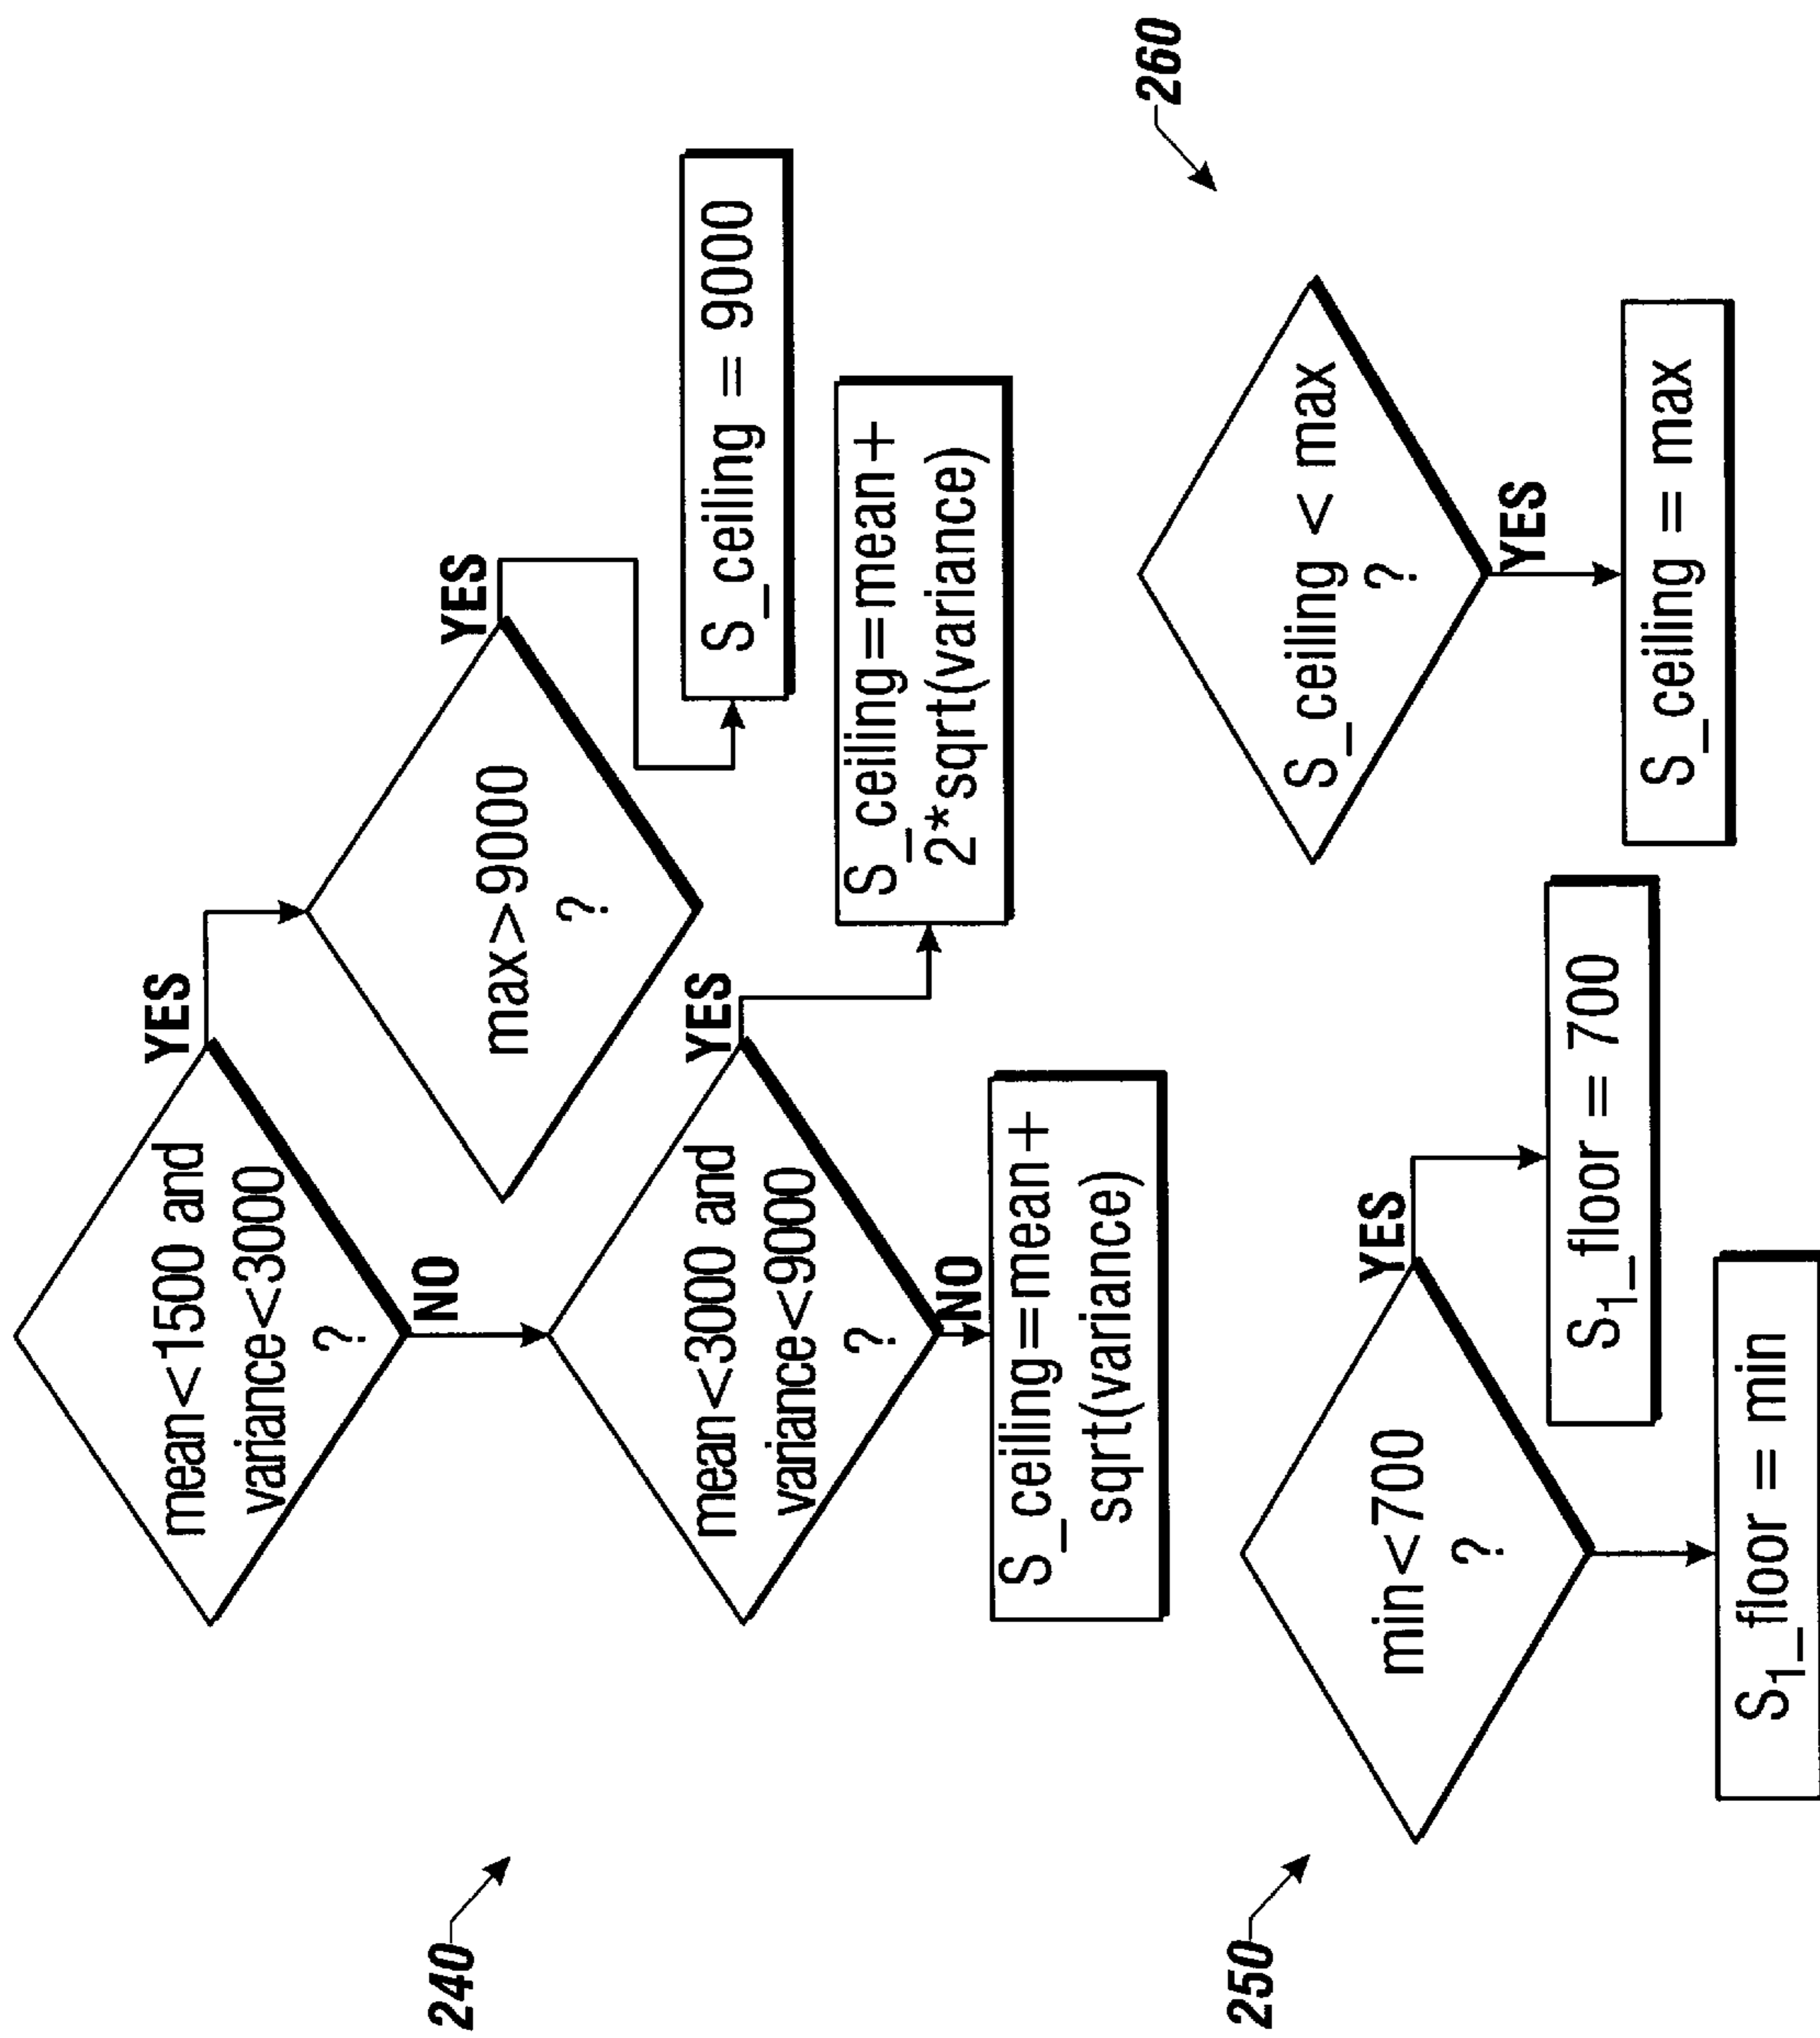 240
mean<1500 and
variance<3000
?
YES
NO
max>9000
?
YES
S_ceiling = 9000
mean<3000 and
variance<9000
?
YES
NO
S_ceiling=mean+
2*sqrt(variance)
S_ceiling=mean+
sqrt(variance)
250
min<700
?
YES
S1_floor = 700
S1_floor = min
260
S_ceiling < max
?
YES
S_ceiling = max